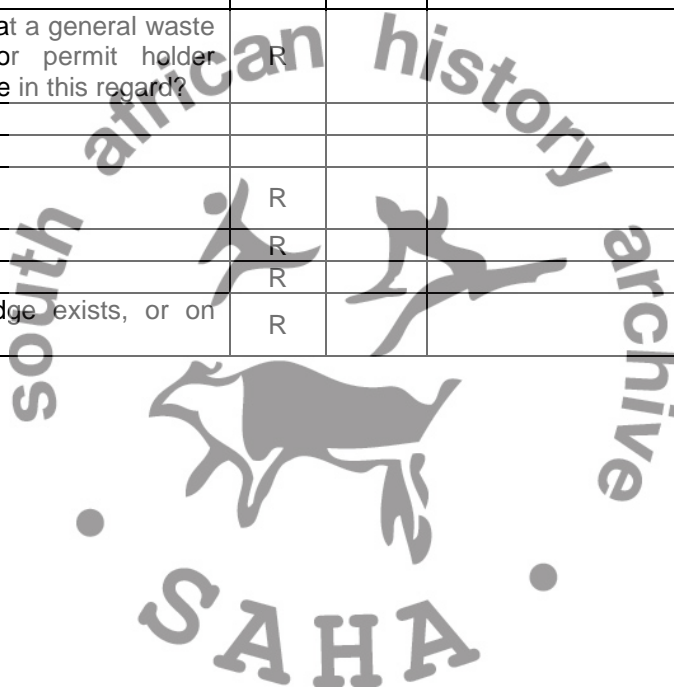 at a general waste
or permit holder R
e in this regard?
R
R
R
dge exists, or on R
south african history archive
SAHA